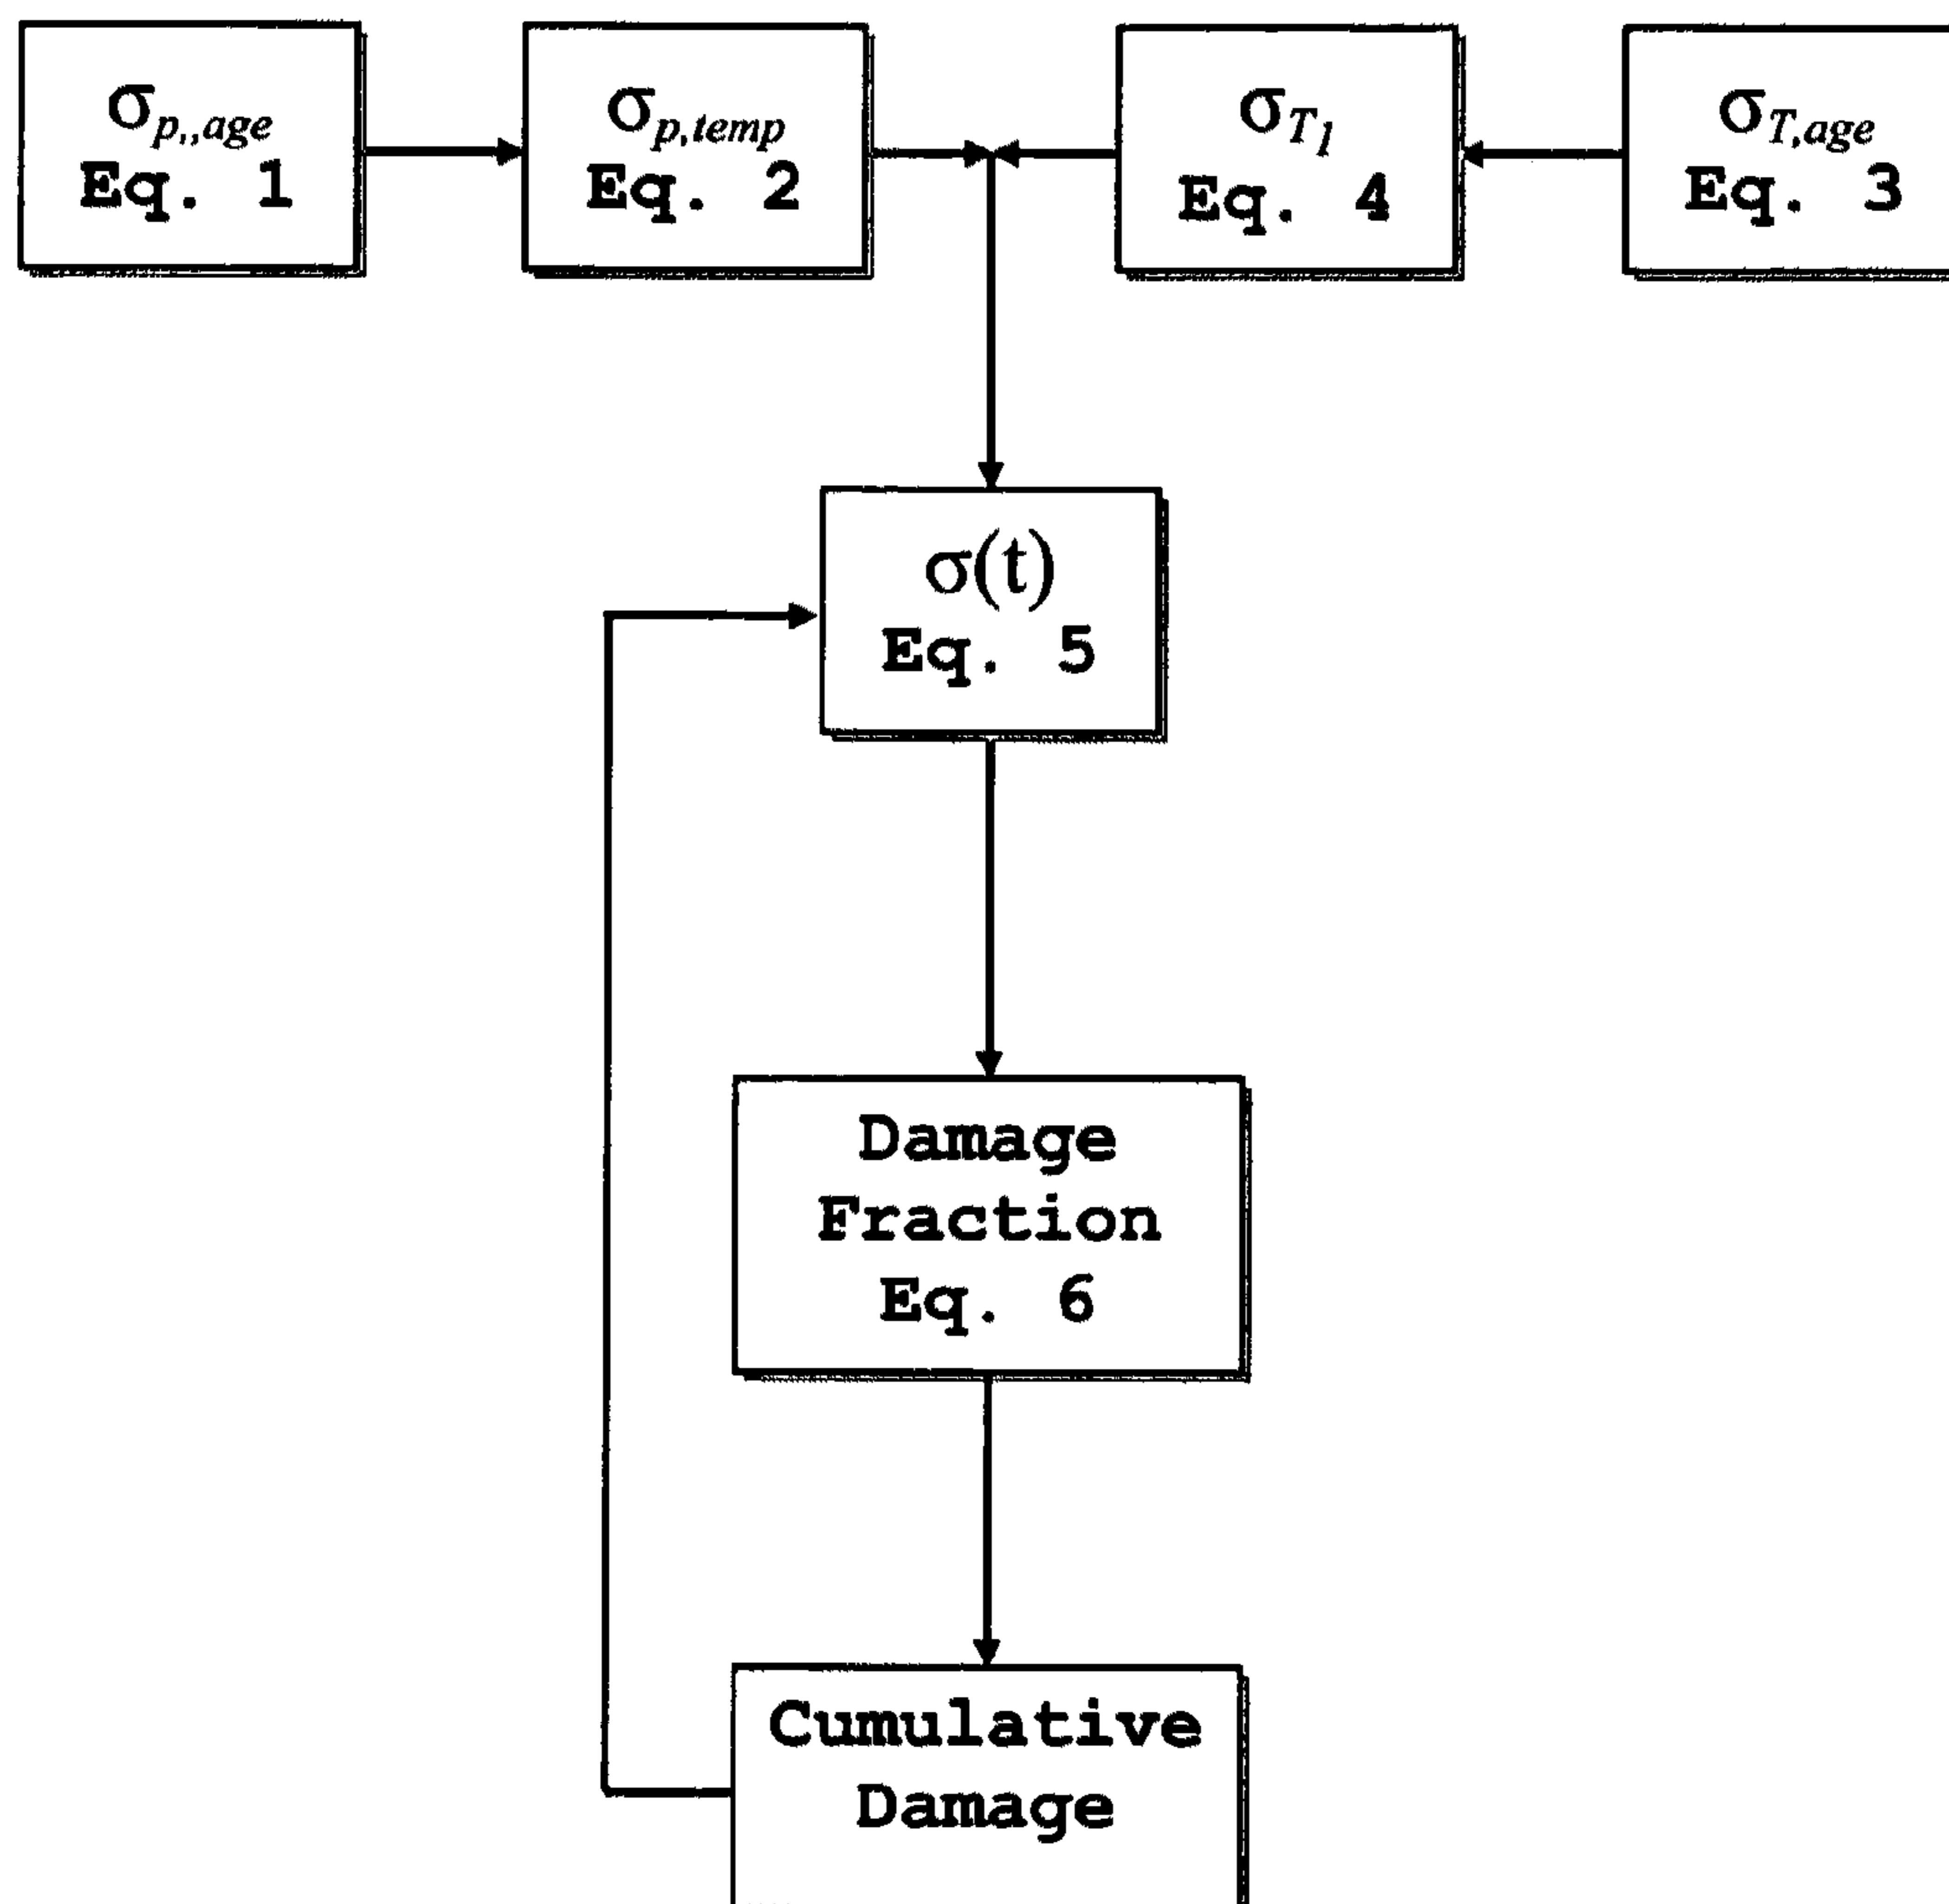 σp,,age
Eq. 1
σp,temp
Eq. 2
σT1
Eq. 4
σT,age
Eq. 3
σ(t)
Eq. 5
Damage
Fraction
Eq. 6
Cumulative
Damage